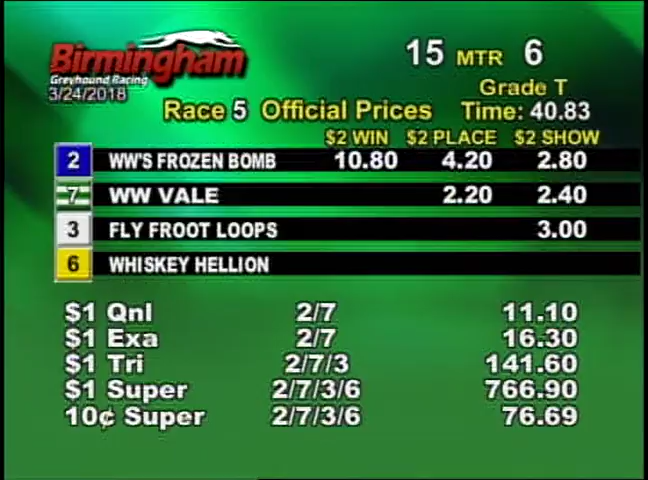 Birmingham
Greyhound Racing
3/24/2018
15 MTR 6
Grade T
Race 5 Official Prices Time: 40.83
$2 WIN $2 PLACE $2 SHOW
2 WW'S FROZEN BOMB 10.80 4.20 2.80
7 WW VALE 2.20 2.40
3 FLY FROOT LOOPS 3.00
6 WHISKEY HELLION
$1 Qnl 2/7 11.10
$1 Exa 2/7 16.30
$1 Tri 2/7/3 141.60
$1 Super 2/7/3/6 766.90
10¢ Super 2/7/3/6 76.69